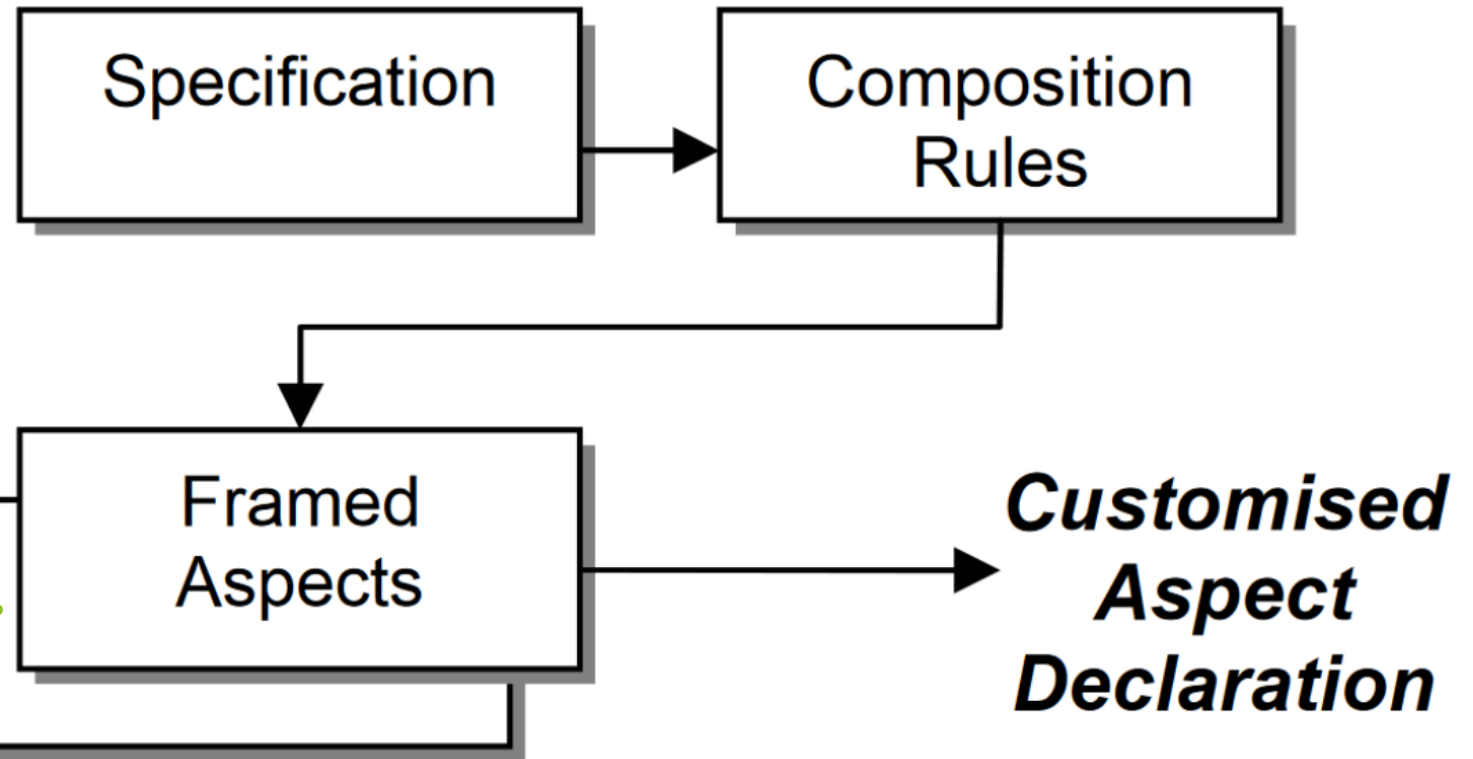 Specification
Composition
Rules
Framed
Aspects
Customised
Aspect
Declaration